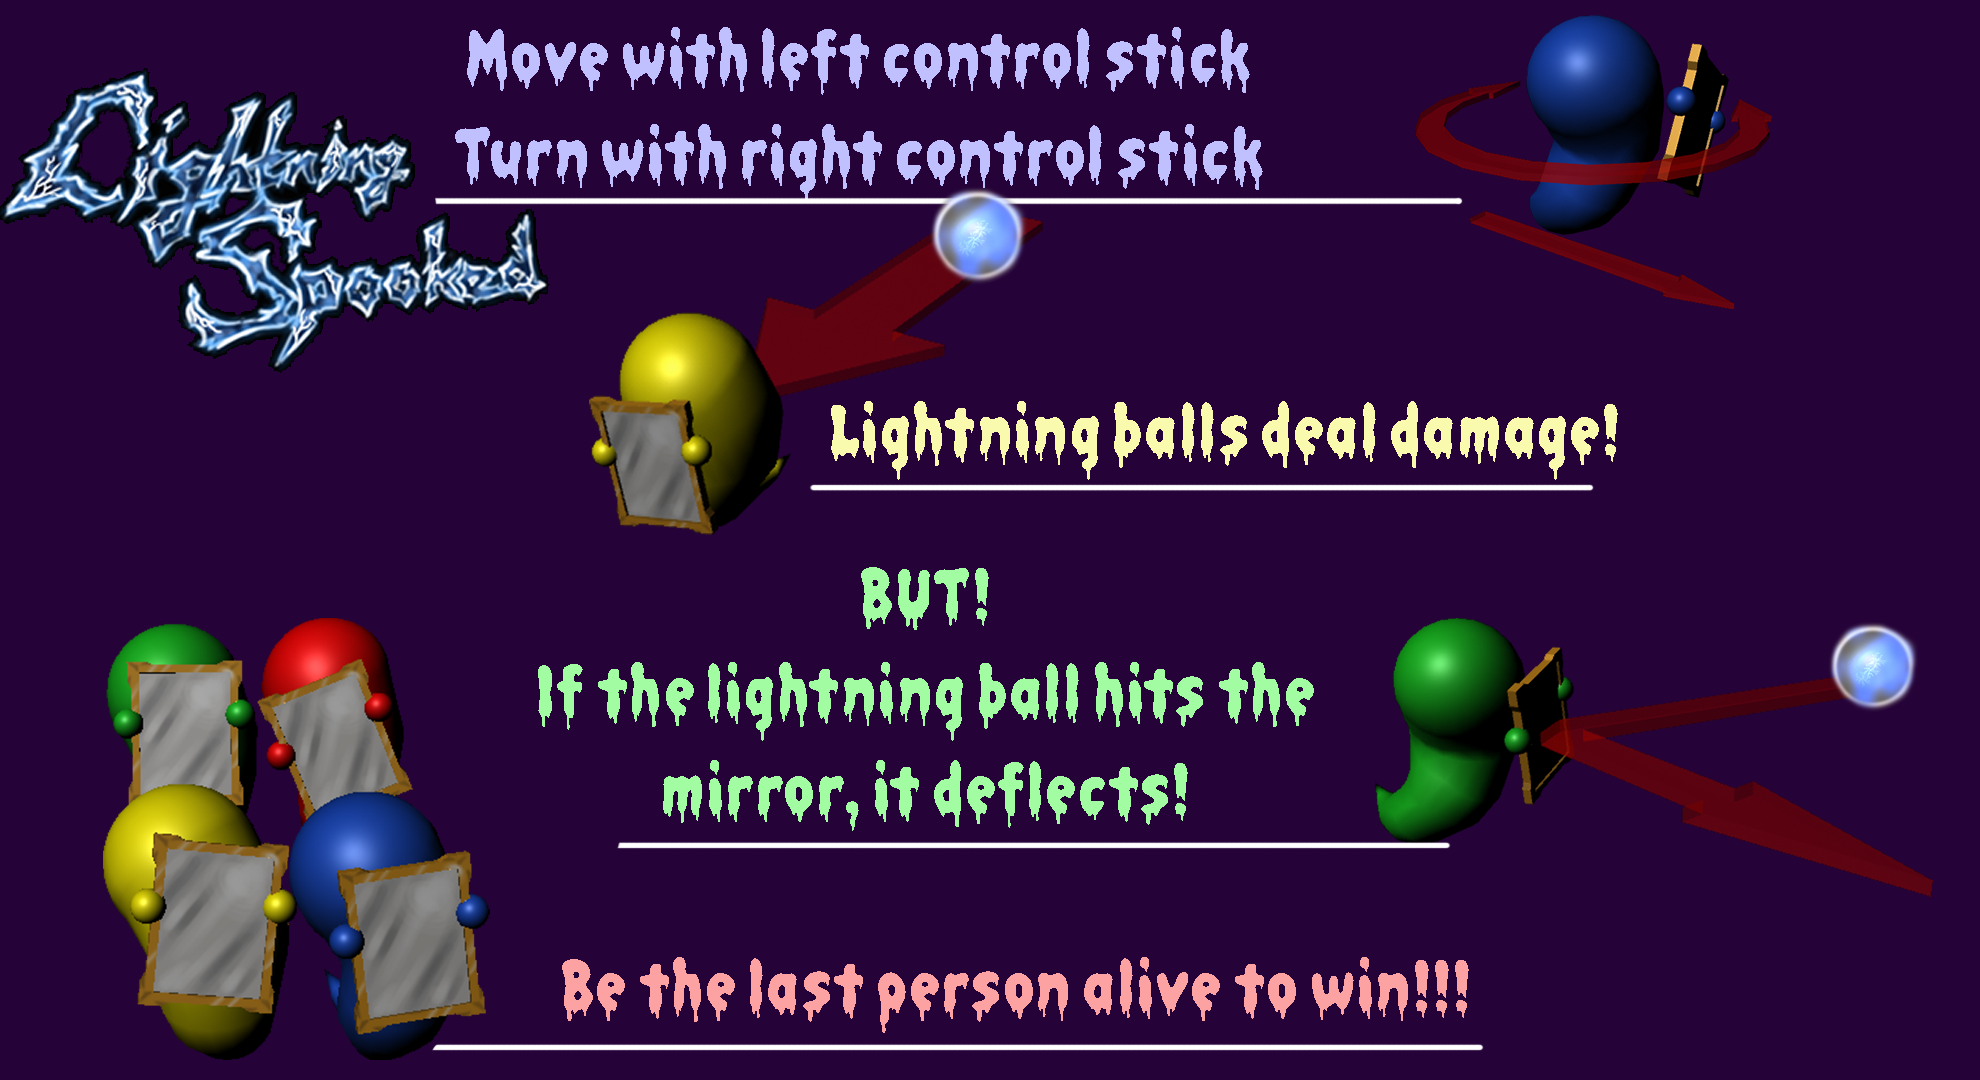 Lightning
Spooked
Move with left control stick
Turn with right control stick
Lightning balls deal damage!
BUT!
If the lightning ball hits the
mirror, it deflects!
Be the last person alive to win!!!